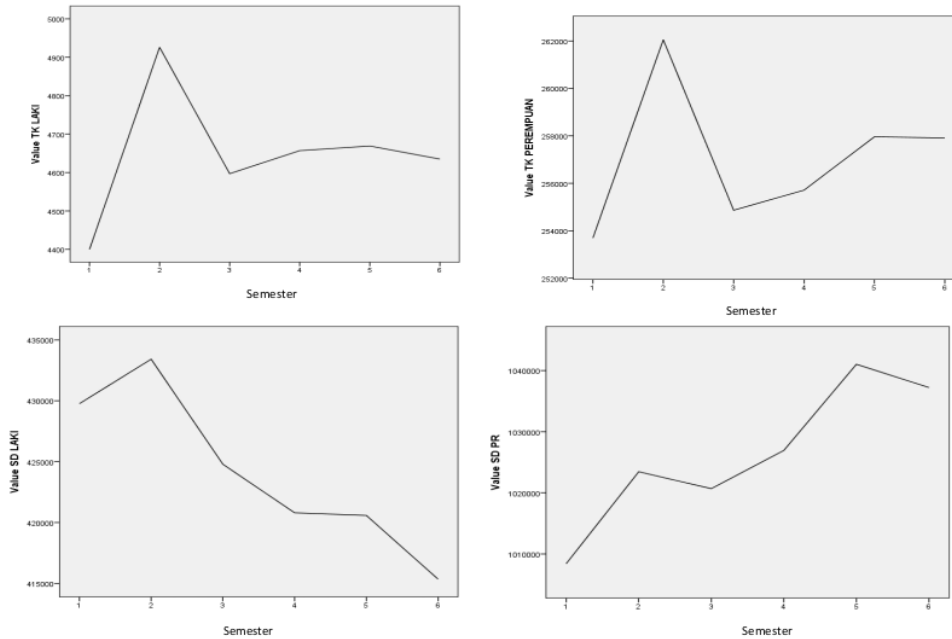 Value TK LAKI
5000
4900
4800
4700
4600
4500
4400
1 2 3 4 5 6
Semester
Value TK PEREMPUAN
262000
260000
258000
256000
254000
252000
1 2 3 4 5 6
Semester
Value SD LAKI
435000
430000
425000
420000
415000
1 2 3 4 5 6
Semester
Value SD PR
1040000
1030000
1020000
1010000
1 2 3 4 5 6
Semester